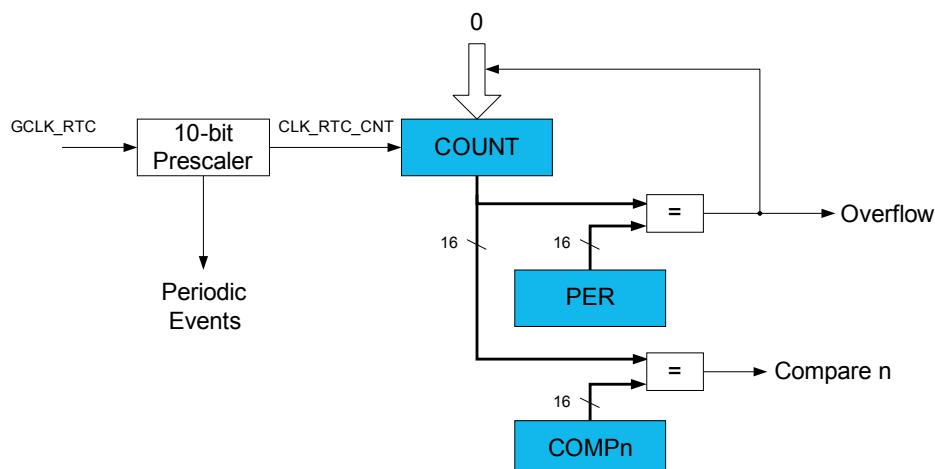 0
GCLK_RTC
10-bit
Prescaler
CLK_RTC_CNT
COUNT
=
Overflow
16
16
Periodic
Events
PER
=
Compare n
16
COMPn